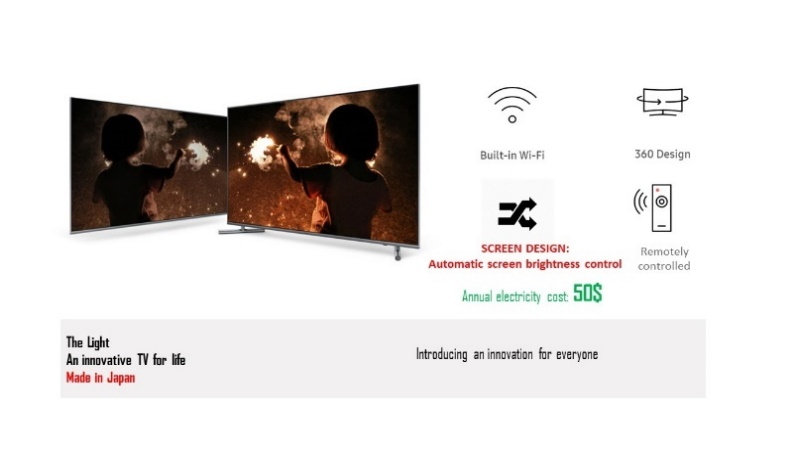 Built-in Wi-Fi
360 Design
SCREEN DESIGN:
Automatic screen brightness control
Remotely
controlled
Annual electricity cost: 50$
The Light
An innovative TV for life
Made in Japan
Introducing an innovation for everyone